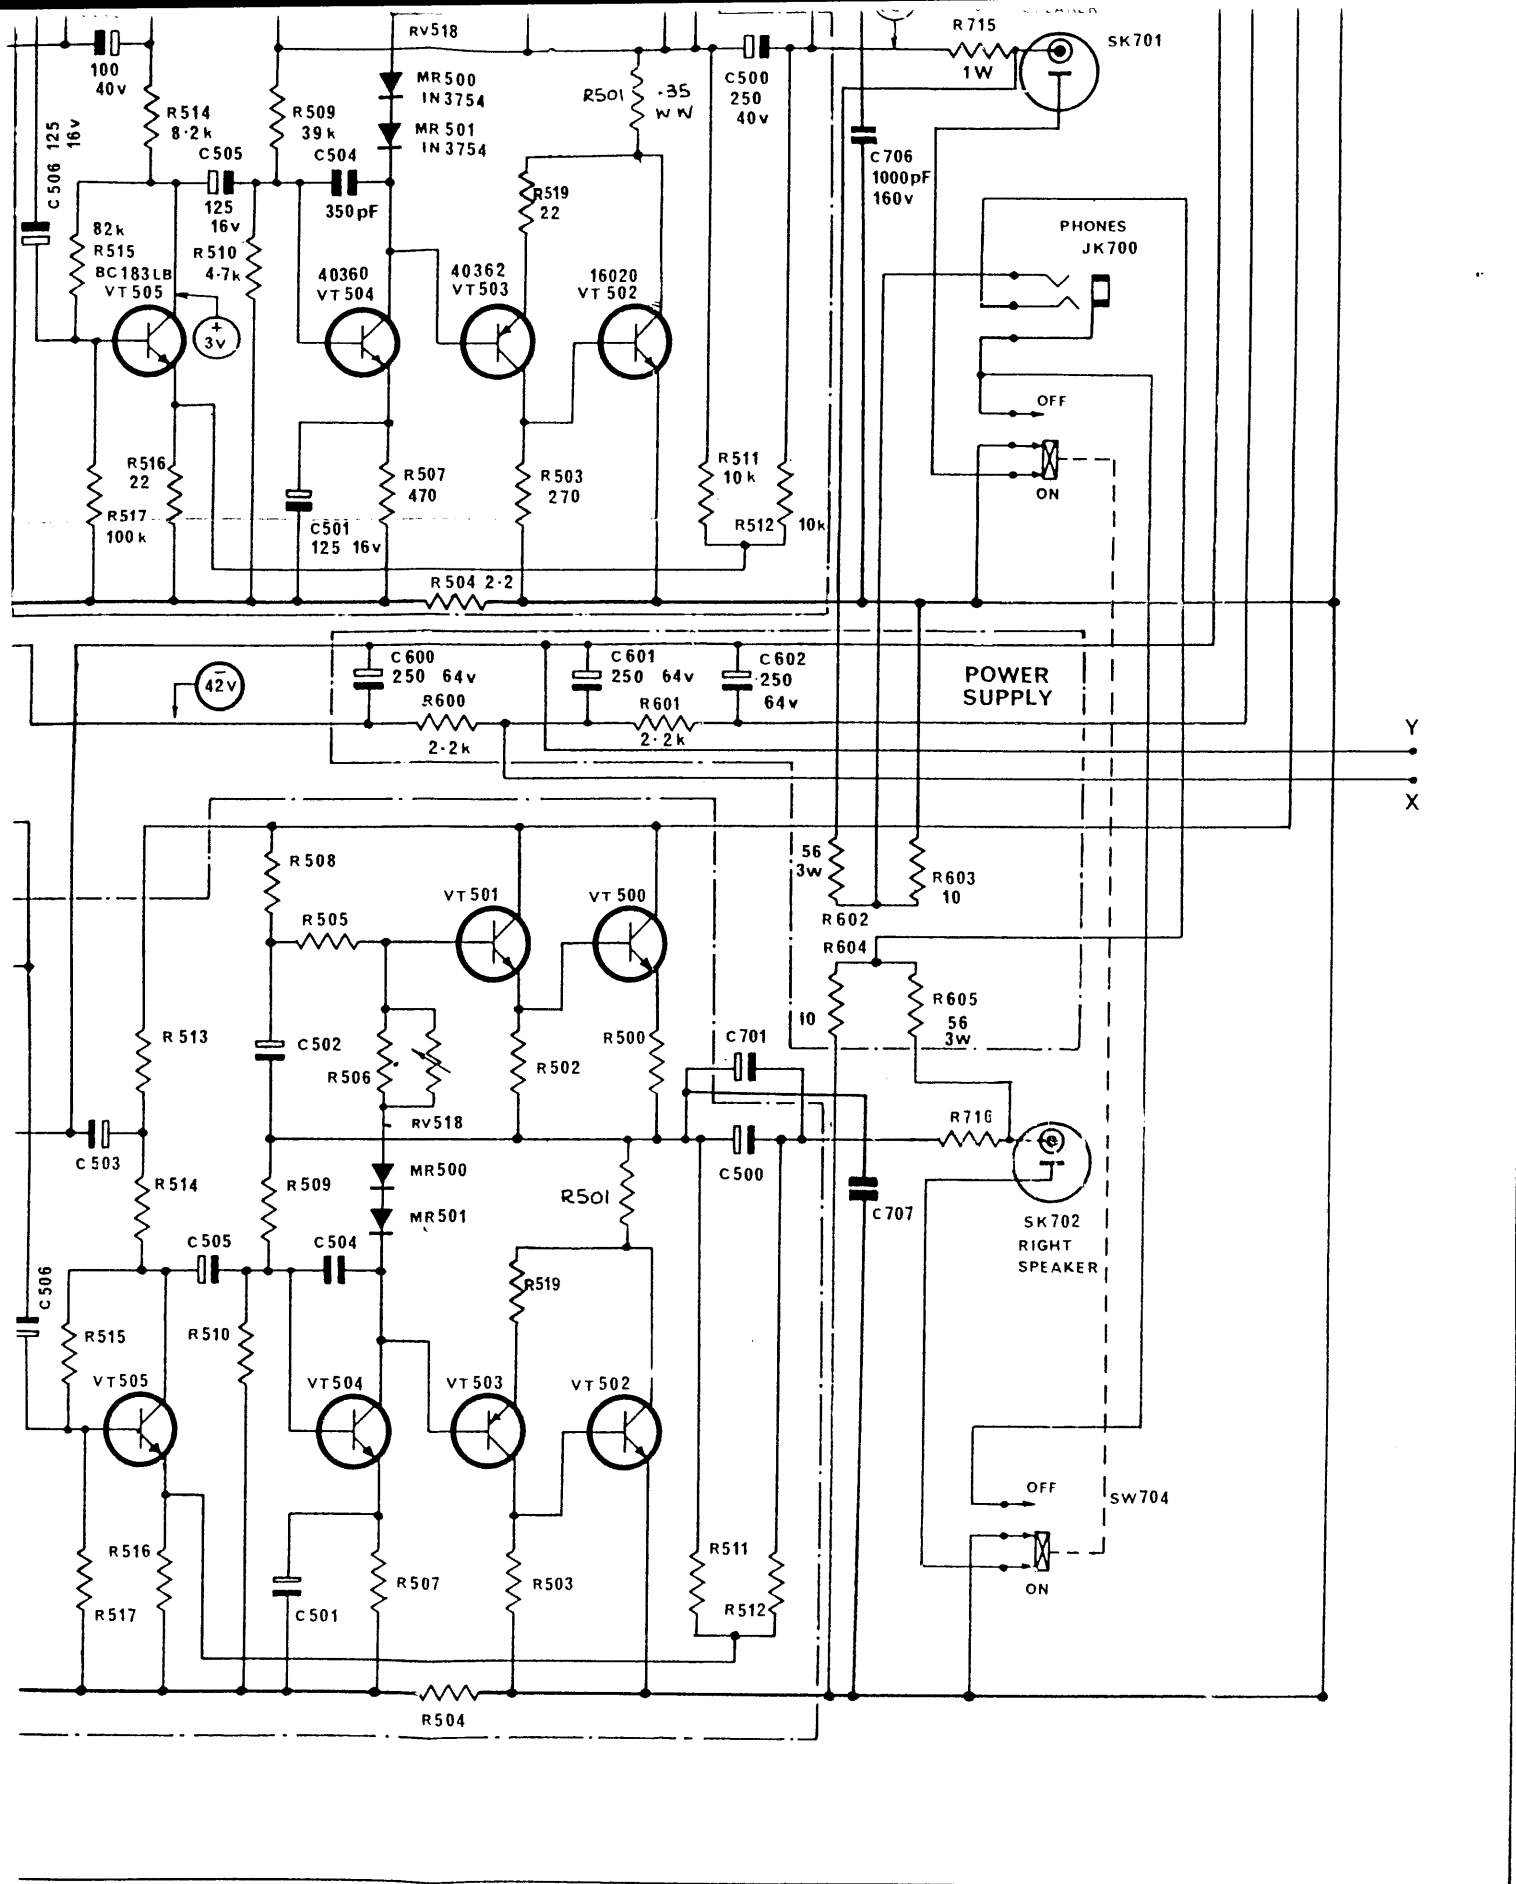 RV518
R715
1W
SK701
100
40v
MR500
IN3754
R501
.35
WW
C500
250
40v
C506 125
16v
R514
8·2k
R509
39k
MR501
IN3754
C505
C504
C706
1000pF
160v
125
16v
350pF
R519
22
82k
R515
BC183LB
VT505
R510
4·7k
PHONES
JK700
40360
VT504
40362
VT503
16020
VT502
+
3v
OFF
R516
22
R507
470
R503
270
R511
10k
ON
R517
100k
C501
125 16v
R512
10k
R504 2·2
C600
250 64v
C601
250 64v
C602
250
64v
POWER
SUPPLY
−
42v
R600
2·2k
R601
2·2k
Y
X
R508
VT501
VT500
56
3w
R603
10
R505
R602
R604
R513
C502
R506
R502
R500
C701
10
R605
56
3w
RV518
R716
C503
C500
R514
R509
MR500
MR501
R501
C707
SK702
RIGHT
SPEAKER
C505
C504
C506
R519
R515
R510
VT505
VT504
VT503
VT502
OFF
SW704
R516
R507
R503
R511
ON
R517
C501
R512
R504